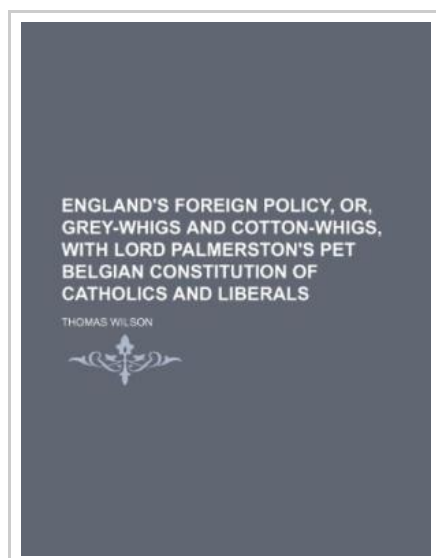 ENGLAND'S FOREIGN POLICY, OR,
GREY-WHIGS AND COTTON-WHIGS,
WITH LORD PALMERSTON'S PET
BELGIAN CONSTITUTION OF
CATHOLICS AND LIBERALS
THOMAS WILSON